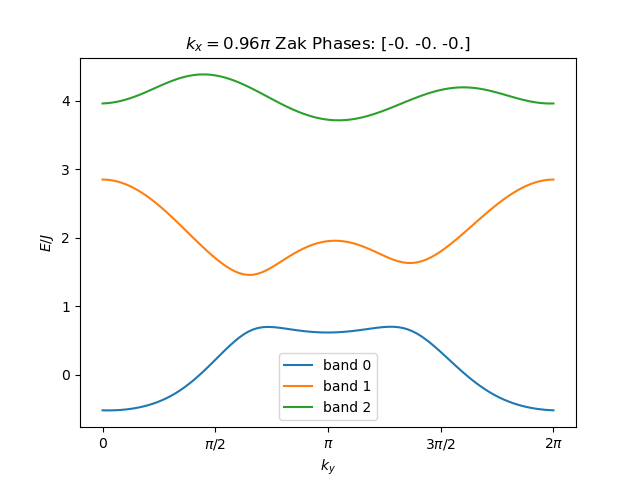 $k_x = 0.96\pi$ Zak Phases: [-0. -0. -0.]
E/J
4
3
2
1
0
band 0
band 1
band 2
0
π/2
π
3π/2
2π
$k_y$